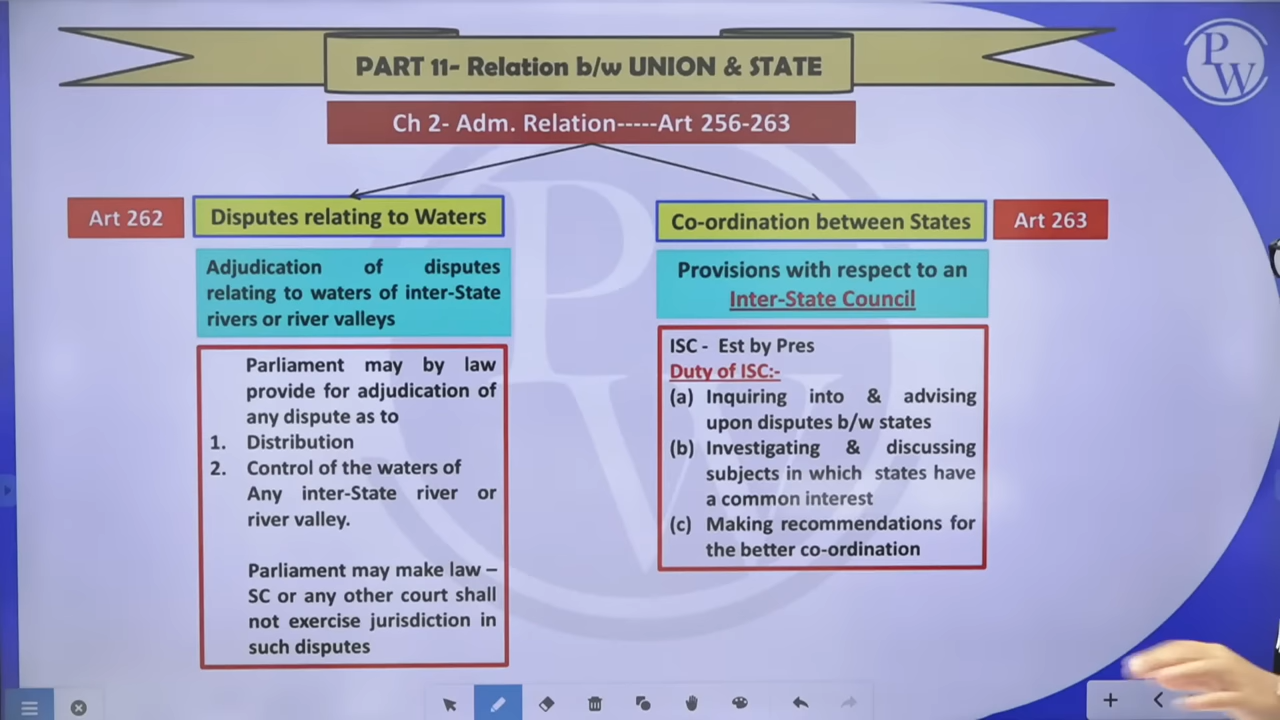 PART 11- Relation b/w UNION & STATE
PW
Ch 2- Adm. Relation-----Art 256-263
Art 262
Disputes relating to Waters
Adjudication of disputes
relating to waters of inter-State
rivers or river valleys
Parliament may by law
provide for adjudication of
any dispute as to
1. Distribution
2. Control of the waters of
Any inter-State river or
river valley.
Parliament may make law –
SC or any other court shall
not exercise jurisdiction in
such disputes
Co-ordination between States
Art 263
Provisions with respect to an
Inter-State Council
ISC - Est by Pres
Duty of ISC:-
(a) Inquiring into & advising
upon disputes b/w states
(b) Investigating & discussing
subjects in which states have
a common interest
(c) Making recommendations for
the better co-ordination
PW